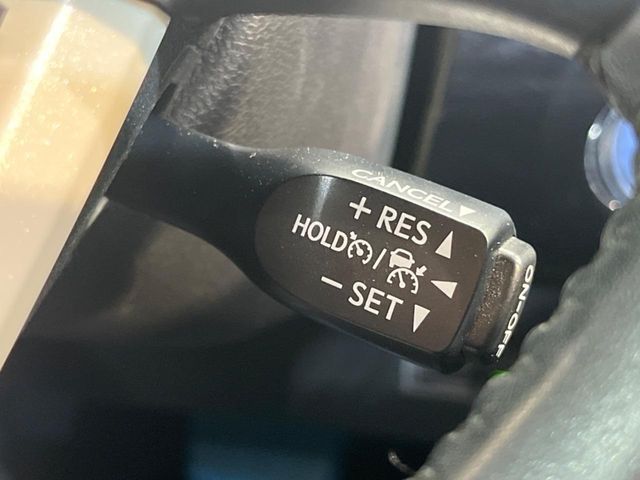 CANCEL▼
+ RES ▲
HOLD / ◀
− SET ▼
ON·OFF